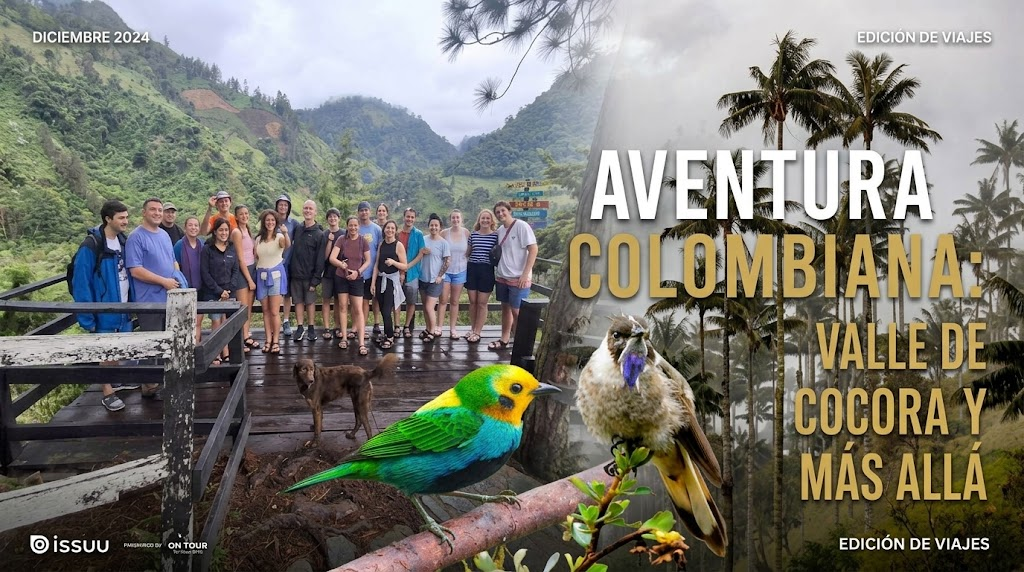 DICIEMBRE 2024
EDICIÓN DE VIAJES
AVENTURA
COLOMBIANA:
VALLE DE
COCORA Y
MÁS ALLÁ
issuu
ON TOUR
EDICIÓN DE VIAJES